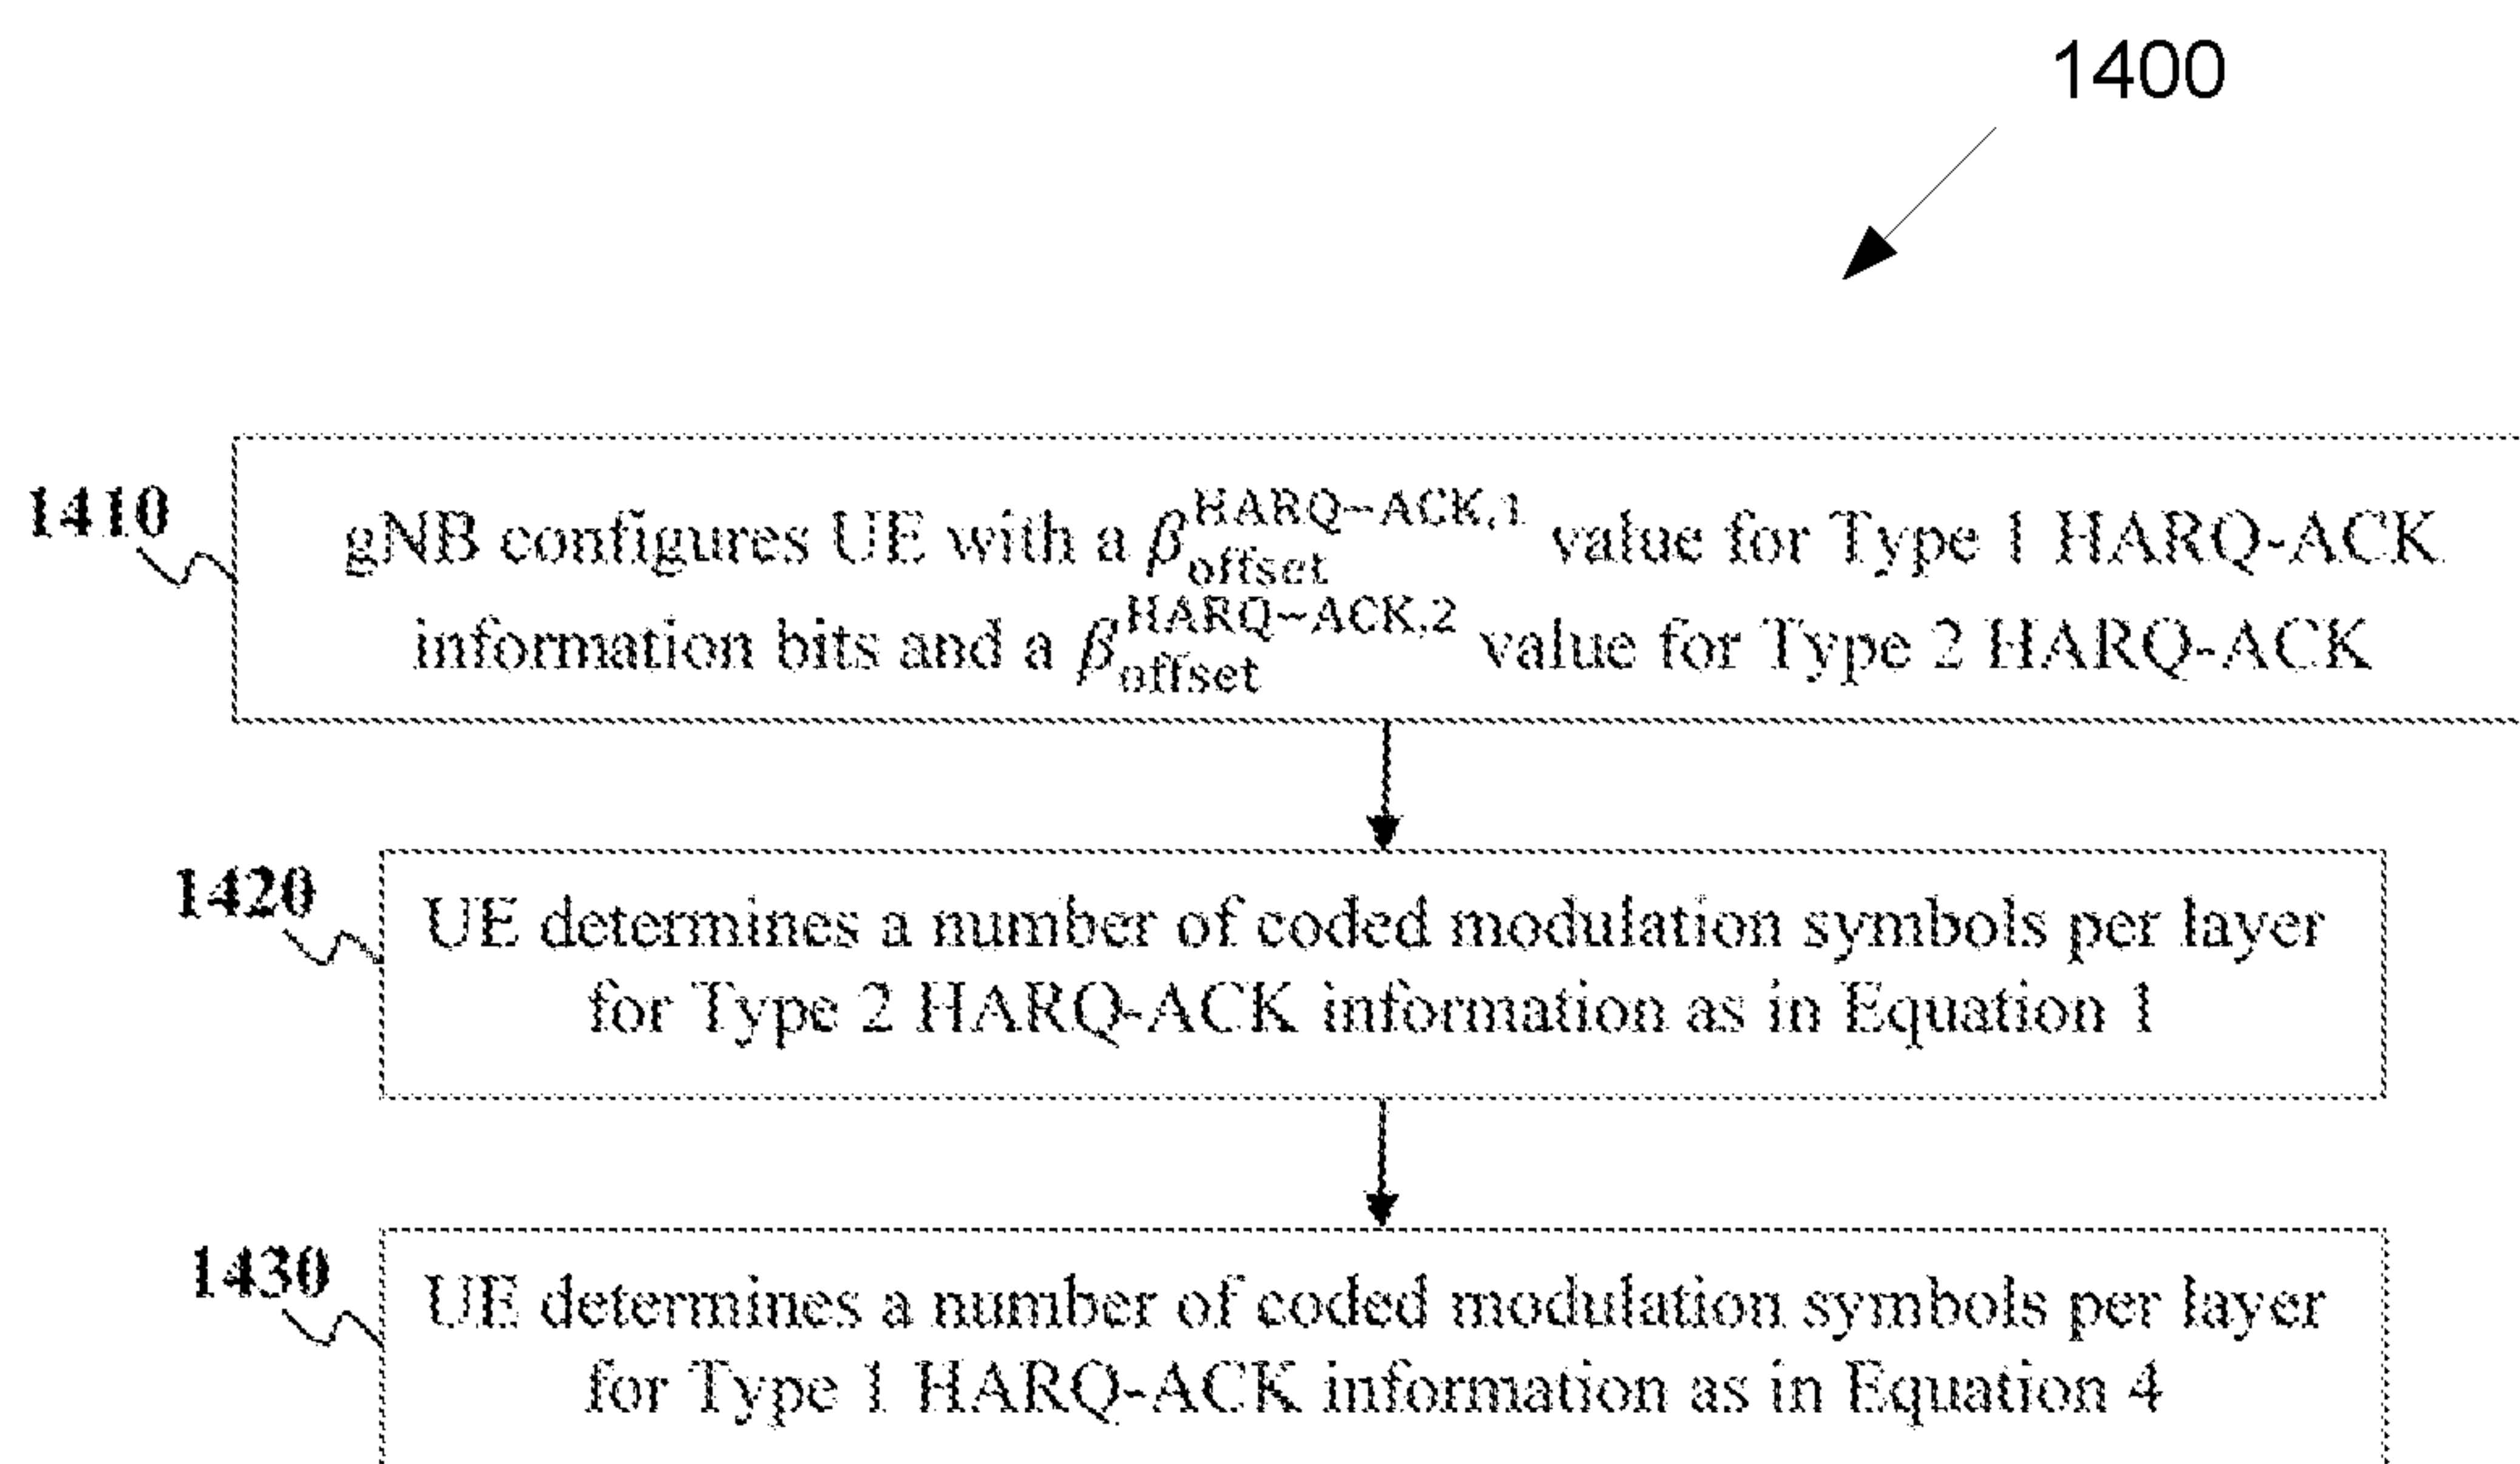 1400
1410
gNB configures UE with a β_offset^HARQ-ACK,1 value for Type 1 HARQ-ACK
information bits and a β_offset^HARQ-ACK,2 value for Type 2 HARQ-ACK
1420
UE determines a number of coded modulation symbols per layer
for Type 2 HARQ-ACK information as in Equation 1
1430
UE determines a number of coded modulation symbols per layer
for Type 1 HARQ-ACK information as in Equation 4